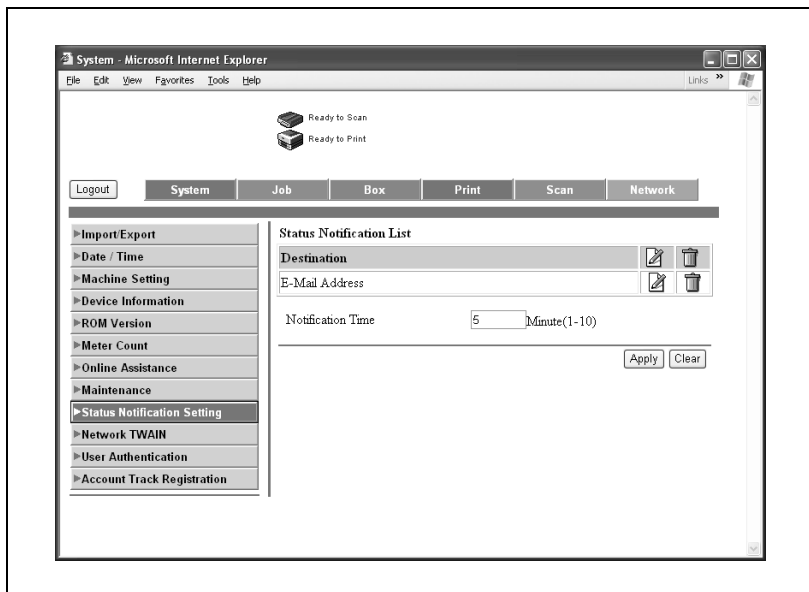 System - Microsoft Internet Explorer
File Edit View Favorites Tools Help Links »
Ready to Scan
Ready to Print
Logout System Job Box Print Scan Network
Import/Export
Date / Time
Machine Setting
Device Information
ROM Version
Meter Count
Online Assistance
Maintenance
Status Notification Setting
Network TWAIN
User Authentication
Account Track Registration
Status Notification List
Destination
E-Mail Address
Notification Time 5 Minute(1-10)
Apply Clear